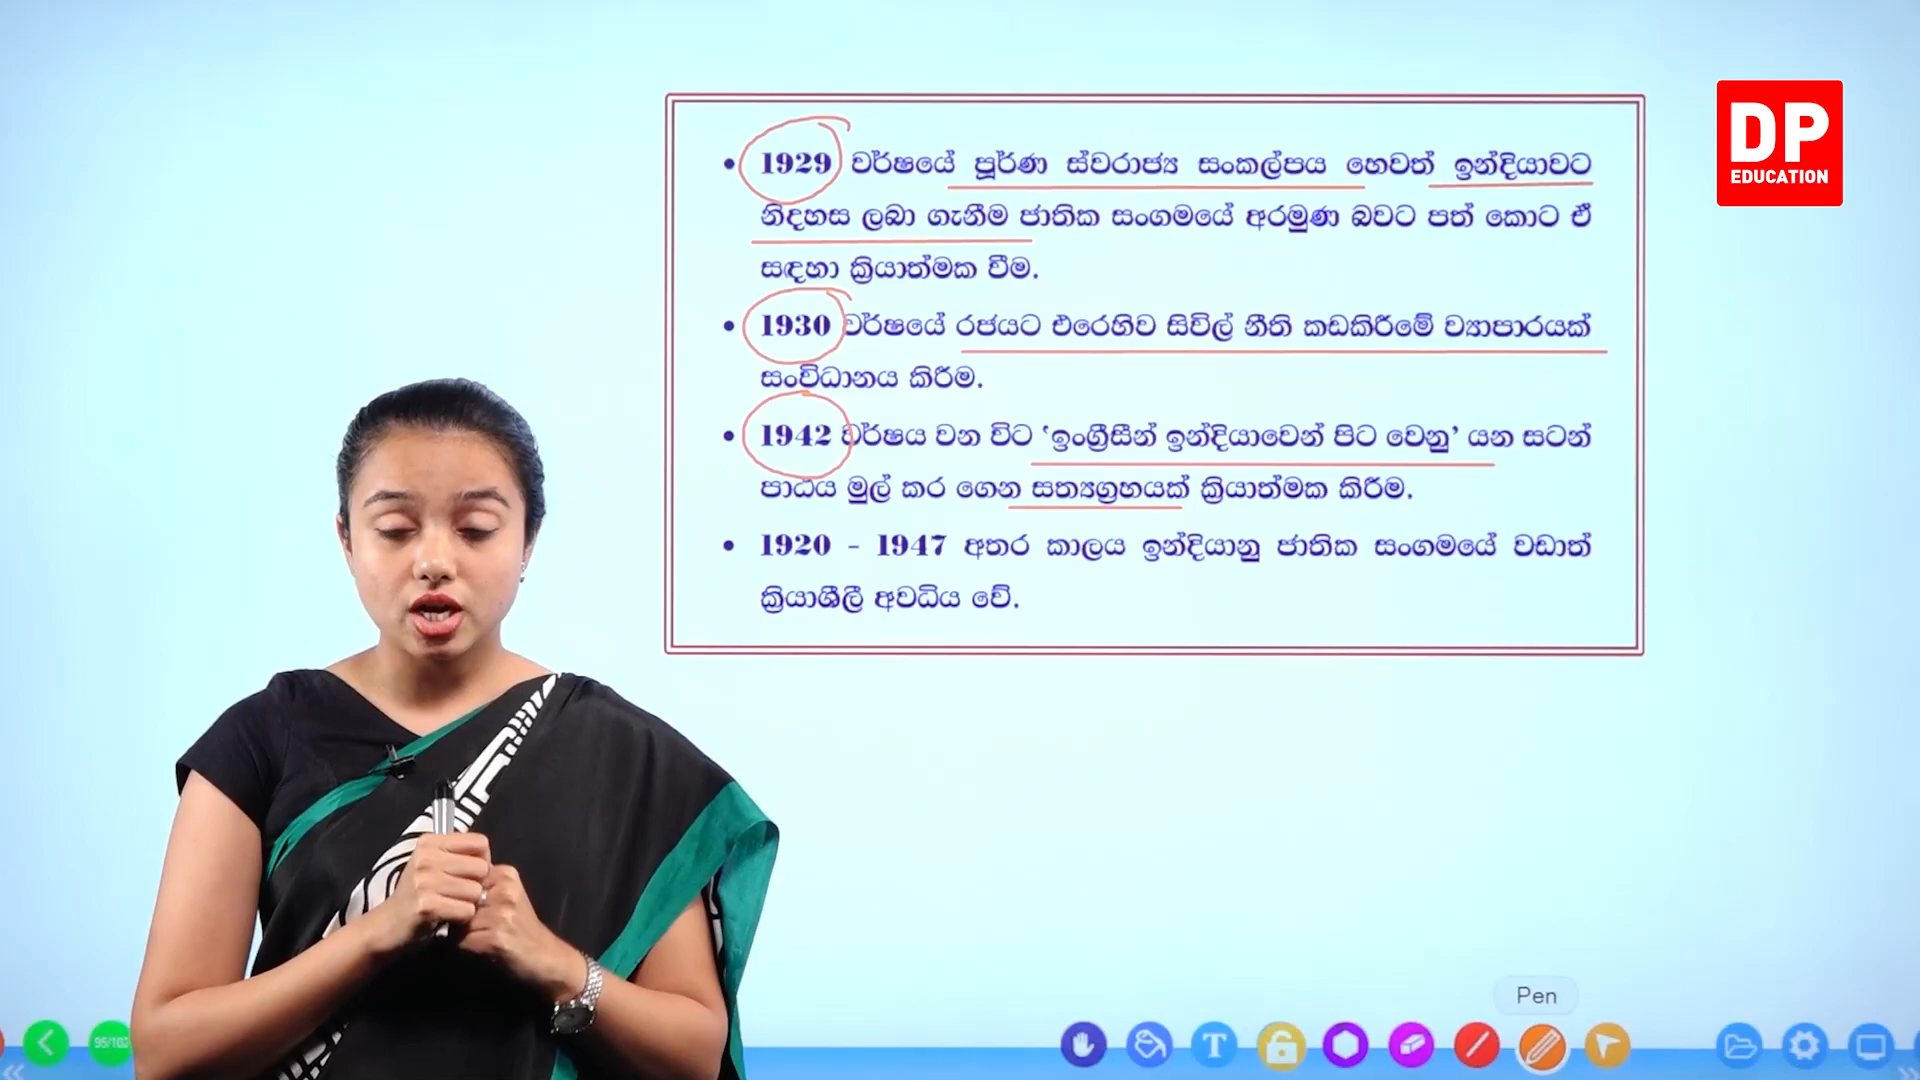 DP
EDUCATION
• 1929 වර්ෂයේ පූර්ණ ස්වරාජ්‍ය සංකල්පය හෙවත් ඉන්දියාවට
නිදහස ලබා ගැනීම ජාතික සංගමයේ අරමුණ බවට පත් කොට ඒ
සඳහා ක්‍රියාත්මක වීම.
• 1930 වර්ෂයේ රජයට එරෙහිව සිවිල් නීති කඩකිරීමේ ව්‍යාපාරයක්
සංවිධානය කිරීම.
• 1942 වර්ෂය වන විට ‘ඉංග්‍රීසීන් ඉන්දියාවෙන් පිට වෙනු’ යන සටන්
පාඨය මුල් කර ගෙන සත්‍යග්‍රහයක් ක්‍රියාත්මක කිරීම.
• 1920 - 1947 අතර කාලය ඉන්දියානු ජාතික සංගමයේ වඩාත්
ක්‍රියාශීලී අවධිය වේ.
Pen
95/102
T